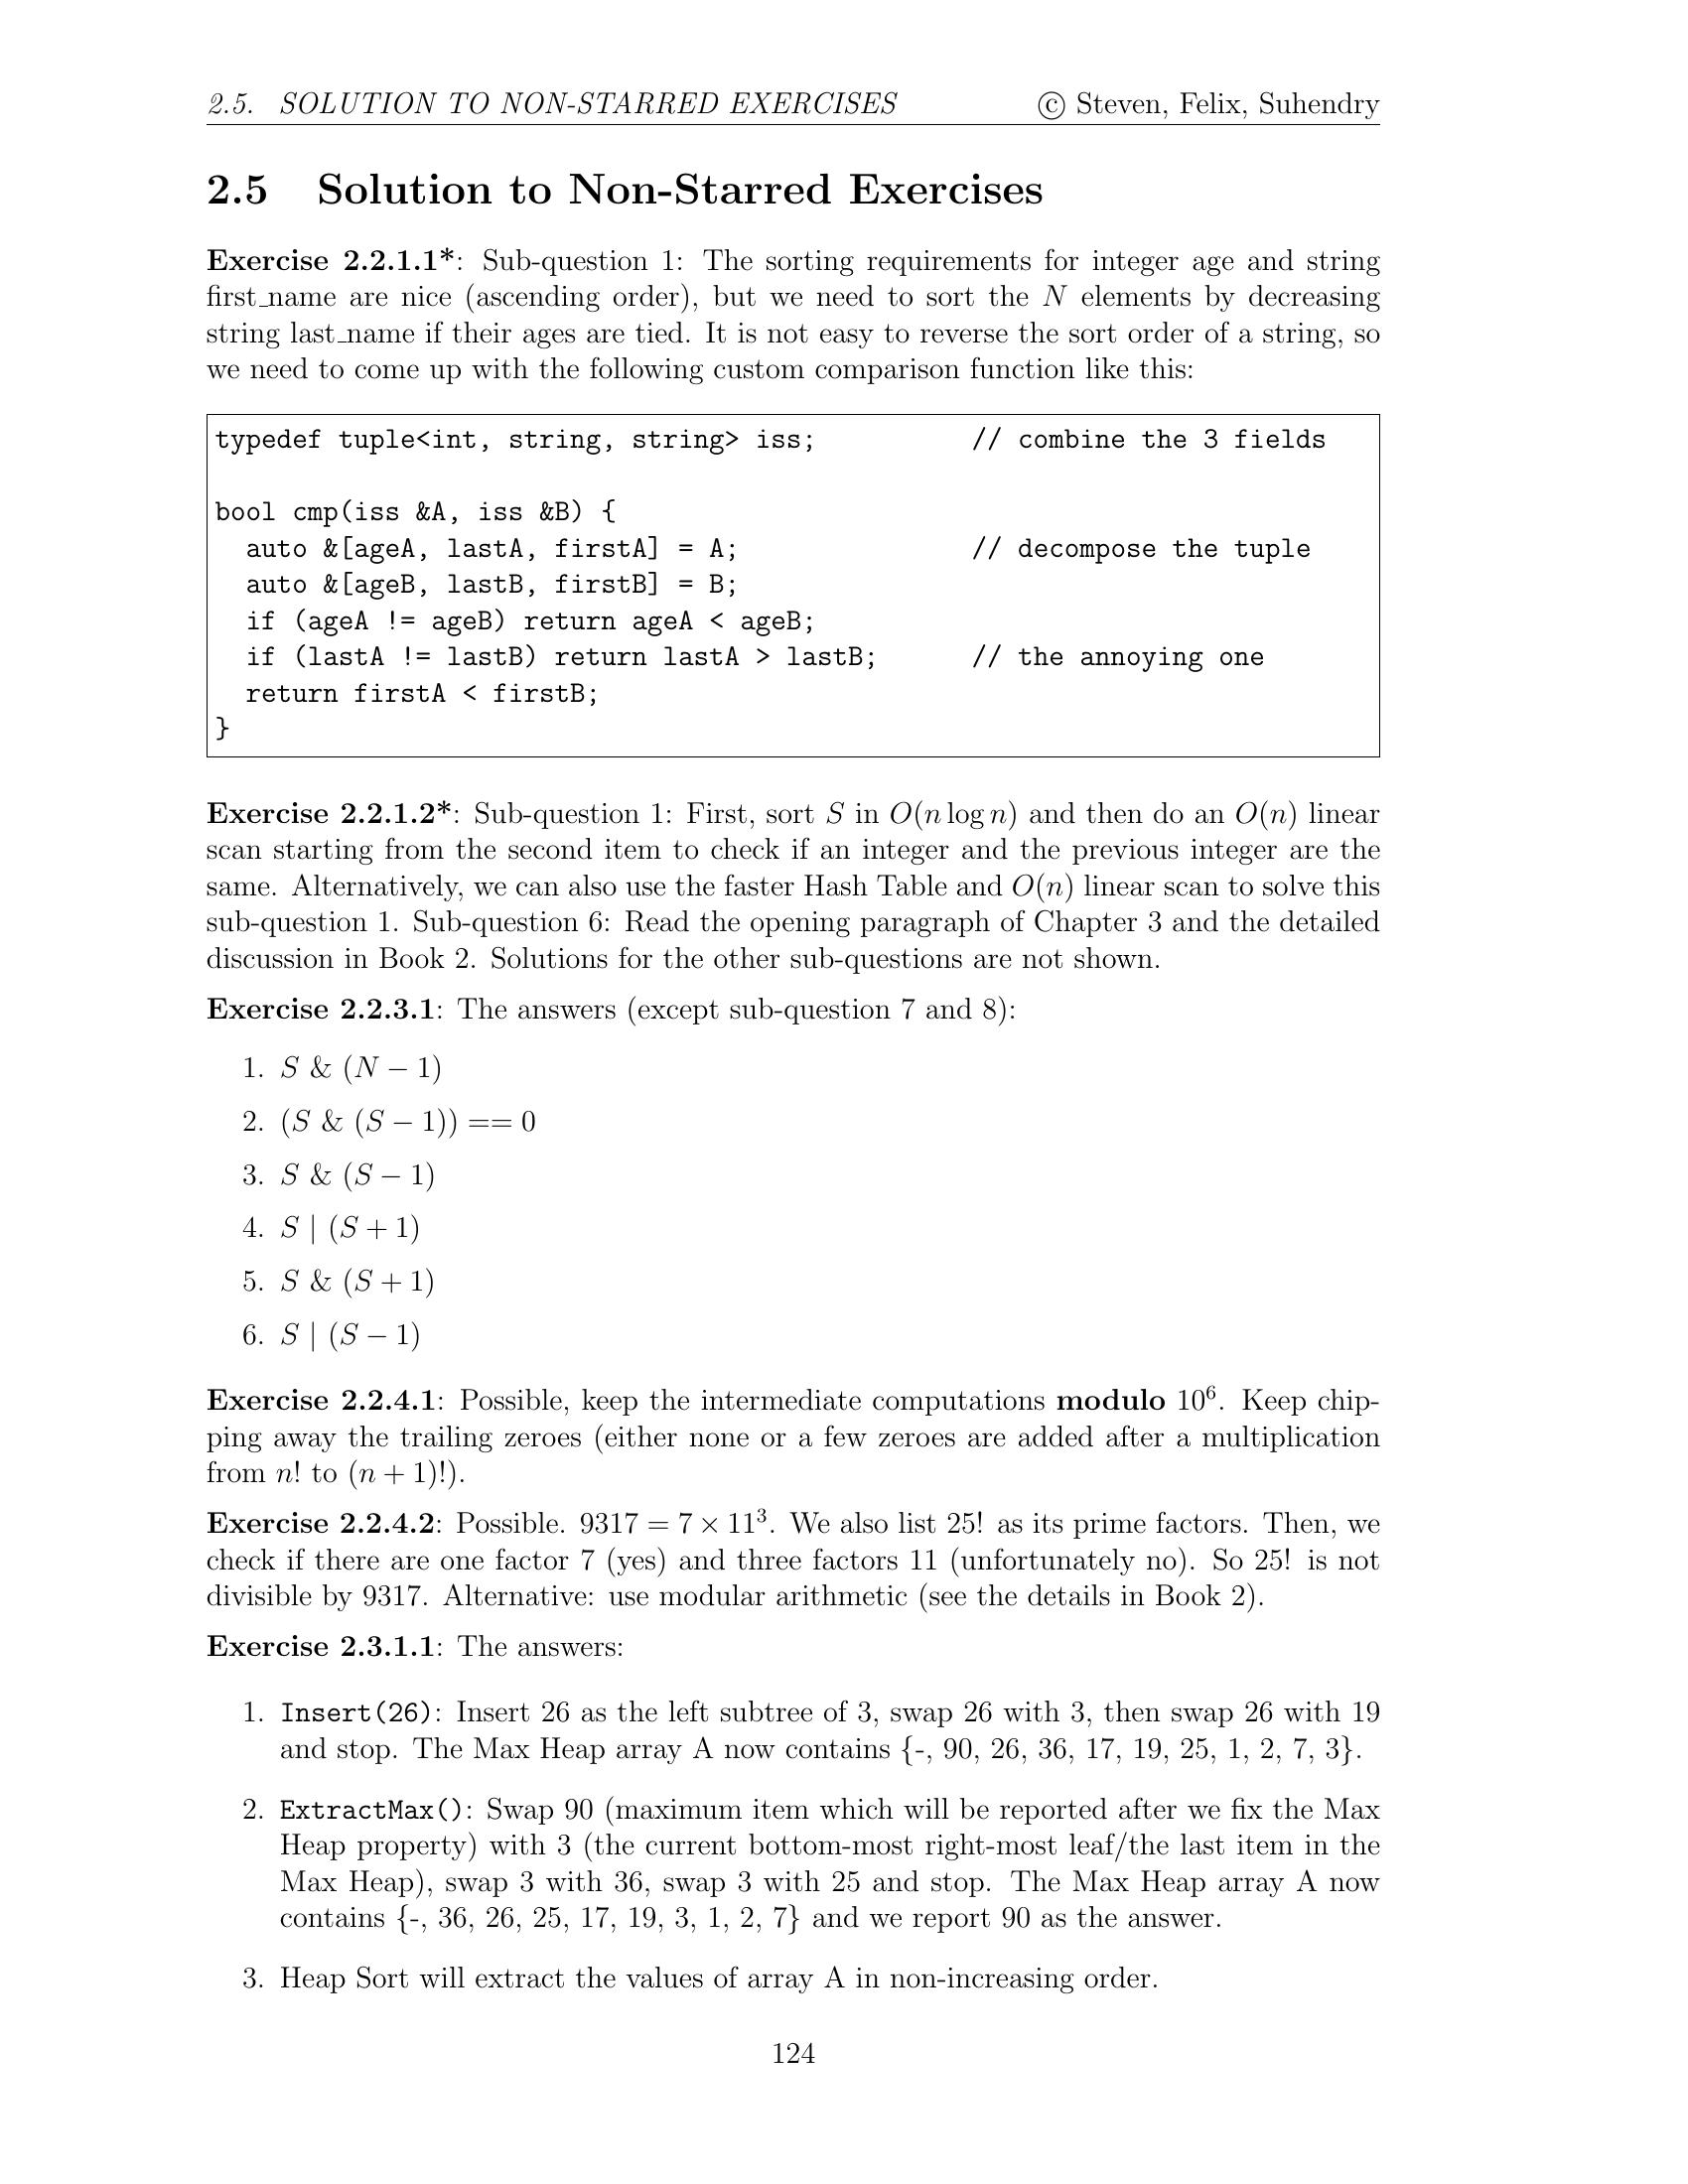 2.5. SOLUTION TO NON-STARRED EXERCISES © Steven, Felix, Suhendry
2.5 Solution to Non-Starred Exercises
Exercise 2.2.1.1*: Sub-question 1: The sorting requirements for integer age and string
first_name are nice (ascending order), but we need to sort the N elements by decreasing
string last_name if their ages are tied. It is not easy to reverse the sort order of a string, so
we need to come up with the following custom comparison function like this:
typedef tuple<int, string, string> iss; // combine the 3 fields
bool cmp(iss &A, iss &B) {
auto &[ageA, lastA, firstA] = A; // decompose the tuple
auto &[ageB, lastB, firstB] = B;
if (ageA != ageB) return ageA < ageB;
if (lastA != lastB) return lastA > lastB; // the annoying one
return firstA < firstB;
}
Exercise 2.2.1.2*: Sub-question 1: First, sort S in O(n log n) and then do an O(n) linear
scan starting from the second item to check if an integer and the previous integer are the
same. Alternatively, we can also use the faster Hash Table and O(n) linear scan to solve this
sub-question 1. Sub-question 6: Read the opening paragraph of Chapter 3 and the detailed
discussion in Book 2. Solutions for the other sub-questions are not shown.
Exercise 2.2.3.1: The answers (except sub-question 7 and 8):
1. S & (N − 1)
2. (S & (S − 1)) == 0
3. S & (S − 1)
4. S | (S + 1)
5. S & (S + 1)
6. S | (S − 1)
Exercise 2.2.4.1: Possible, keep the intermediate computations modulo 10⁶. Keep chip-
ping away the trailing zeroes (either none or a few zeroes are added after a multiplication
from n! to (n + 1)!).
Exercise 2.2.4.2: Possible. 9317 = 7 × 11³. We also list 25! as its prime factors. Then, we
check if there are one factor 7 (yes) and three factors 11 (unfortunately no). So 25! is not
divisible by 9317. Alternative: use modular arithmetic (see the details in Book 2).
Exercise 2.3.1.1: The answers:
1. Insert(26): Insert 26 as the left subtree of 3, swap 26 with 3, then swap 26 with 19
and stop. The Max Heap array A now contains {-, 90, 26, 36, 17, 19, 25, 1, 2, 7, 3}.
2. ExtractMax(): Swap 90 (maximum item which will be reported after we fix the Max
Heap property) with 3 (the current bottom-most right-most leaf/the last item in the
Max Heap), swap 3 with 36, swap 3 with 25 and stop. The Max Heap array A now
contains {-, 36, 26, 25, 17, 19, 3, 1, 2, 7} and we report 90 as the answer.
3. Heap Sort will extract the values of array A in non-increasing order.
124